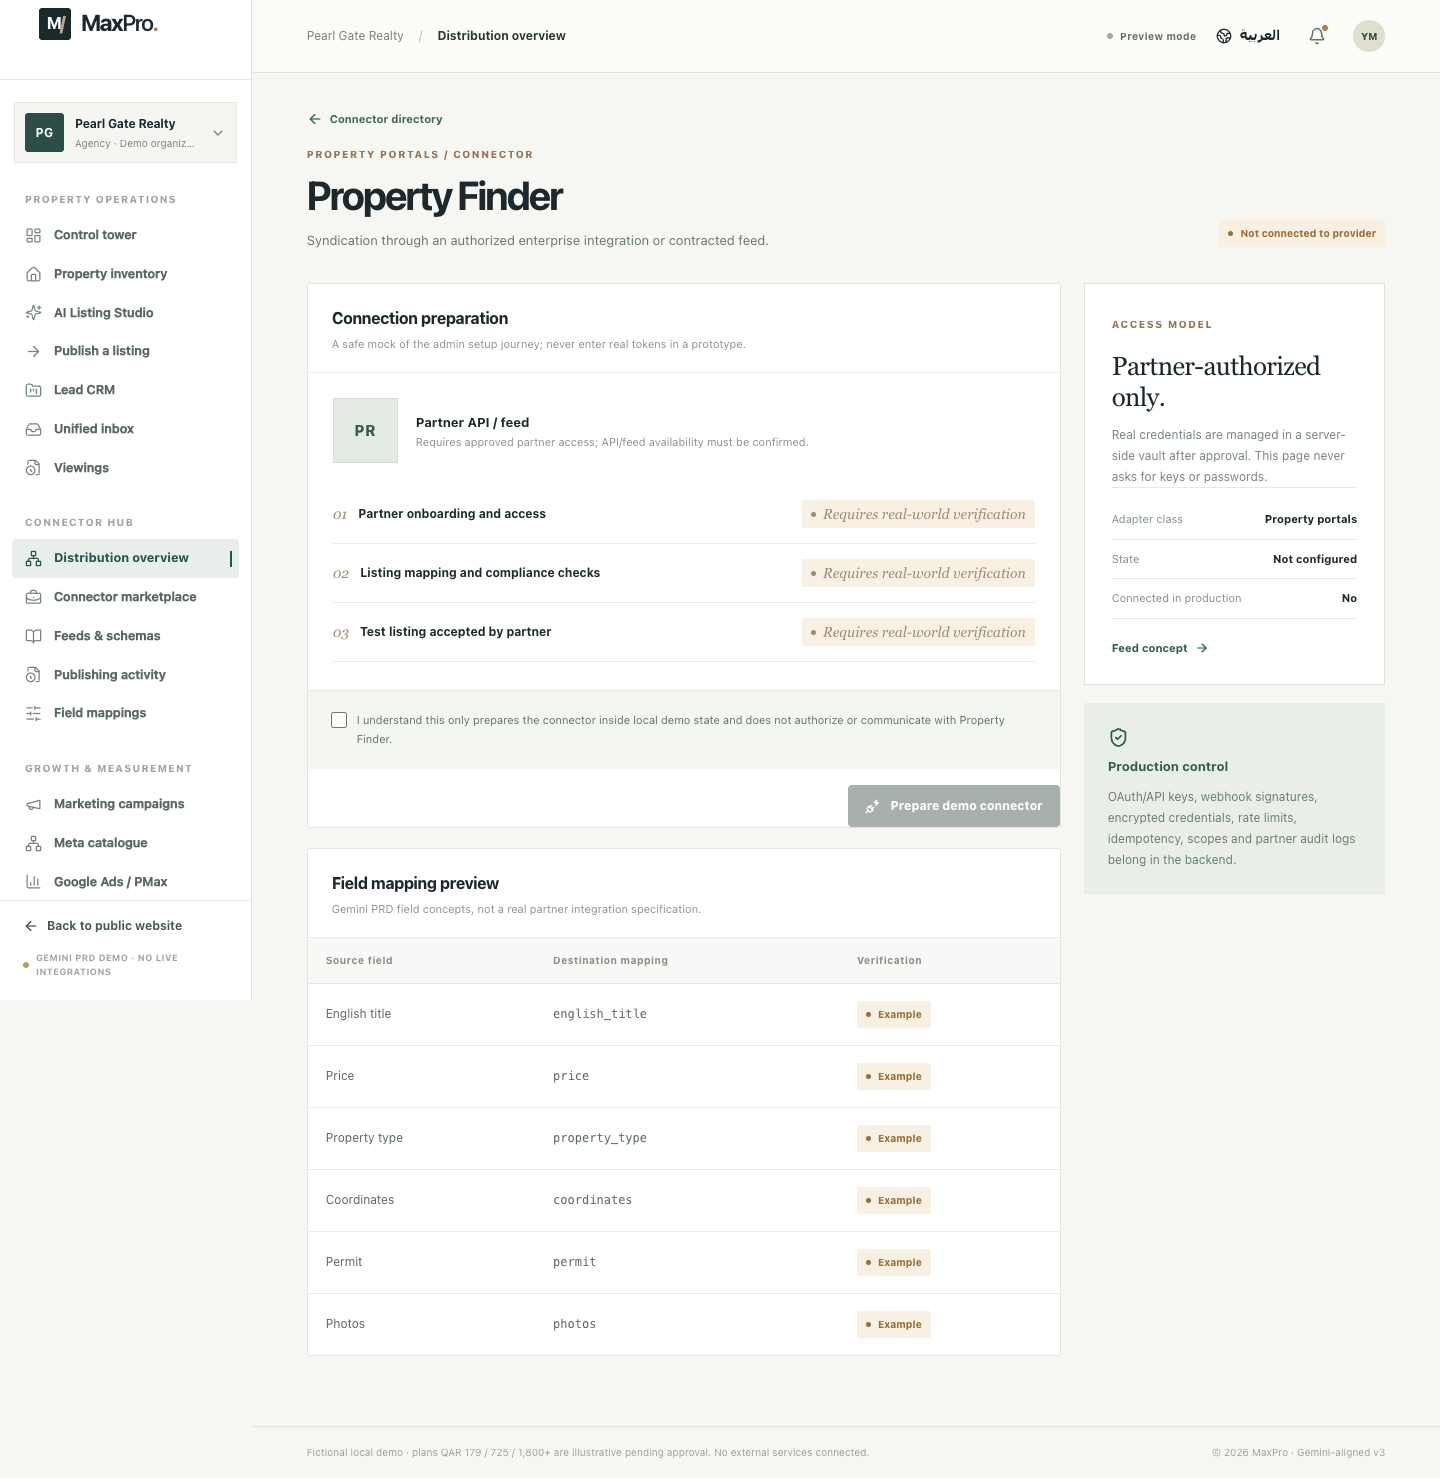 M/ MaxPro.
PG
Pearl Gate Realty
Agency · Demo organiz...
PROPERTY OPERATIONS
Control tower
Property inventory
AI Listing Studio
Publish a listing
Lead CRM
Unified inbox
Viewings
CONNECTOR HUB
Distribution overview
Connector marketplace
Feeds & schemas
Publishing activity
Field mappings
GROWTH & MEASUREMENT
Marketing campaigns
Meta catalogue
Google Ads / PMax
Back to public website
GEMINI PRD DEMO · NO LIVE
INTEGRATIONS
Pearl Gate Realty / Distribution overview
Preview mode
العربية
YM
Connector directory
PROPERTY PORTALS / CONNECTOR
Property Finder
Syndication through an authorized enterprise integration or contracted feed.
Not connected to provider
Connection preparation
A safe mock of the admin setup journey; never enter real tokens in a prototype.
PR
Partner API / feed
Requires approved partner access; API/feed availability must be confirmed.
01 Partner onboarding and access Requires real-world verification
02 Listing mapping and compliance checks Requires real-world verification
03 Test listing accepted by partner Requires real-world verification
I understand this only prepares the connector inside local demo state and does not authorize or communicate with Property
Finder.
Prepare demo connector
Field mapping preview
Gemini PRD field concepts, not a real partner integration specification.
Source field Destination mapping Verification
English title english_title Example
Price price Example
Property type property_type Example
Coordinates coordinates Example
Permit permit Example
Photos photos Example
ACCESS MODEL
Partner-authorized
only.
Real credentials are managed in a server-
side vault after approval. This page never
asks for keys or passwords.
Adapter class Property portals
State Not configured
Connected in production No
Feed concept
Production control
OAuth/API keys, webhook signatures,
encrypted credentials, rate limits,
idempotency, scopes and partner audit logs
belong in the backend.
Fictional local demo · plans QAR 179 / 725 / 1,800+ are illustrative pending approval. No external services connected.
© 2026 MaxPro · Gemini-aligned v3